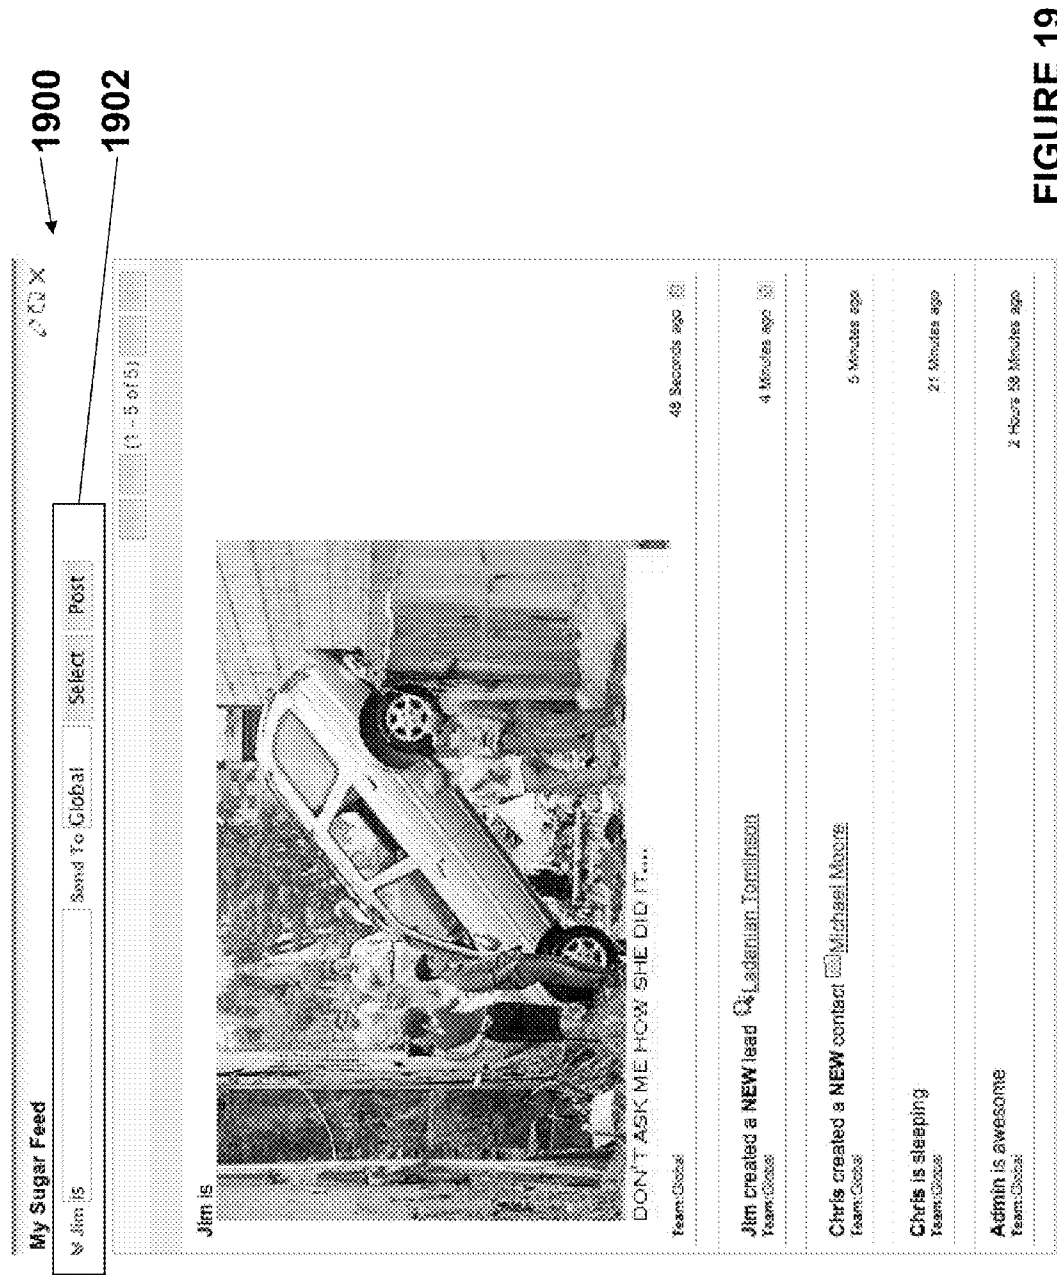 My Sugar Feed
Jim is Send To Global Select Post
1900
1902
(1 - 5 of 5)
Jim is
DON'T ASK ME HOW SHE DID IT....
Team:Global 48 Seconds ago
Jim created a NEW lead Ladanian Tomlinson
Team:Global 4 Minutes ago
Chris created a NEW contact Michael Moore
Team:Global 5 Minutes ago
Chris is sleeping
Team:Global 21 Minutes ago
Admin is awesome
Team:Global 2 Hours 58 Minutes ago
FIGURE 19